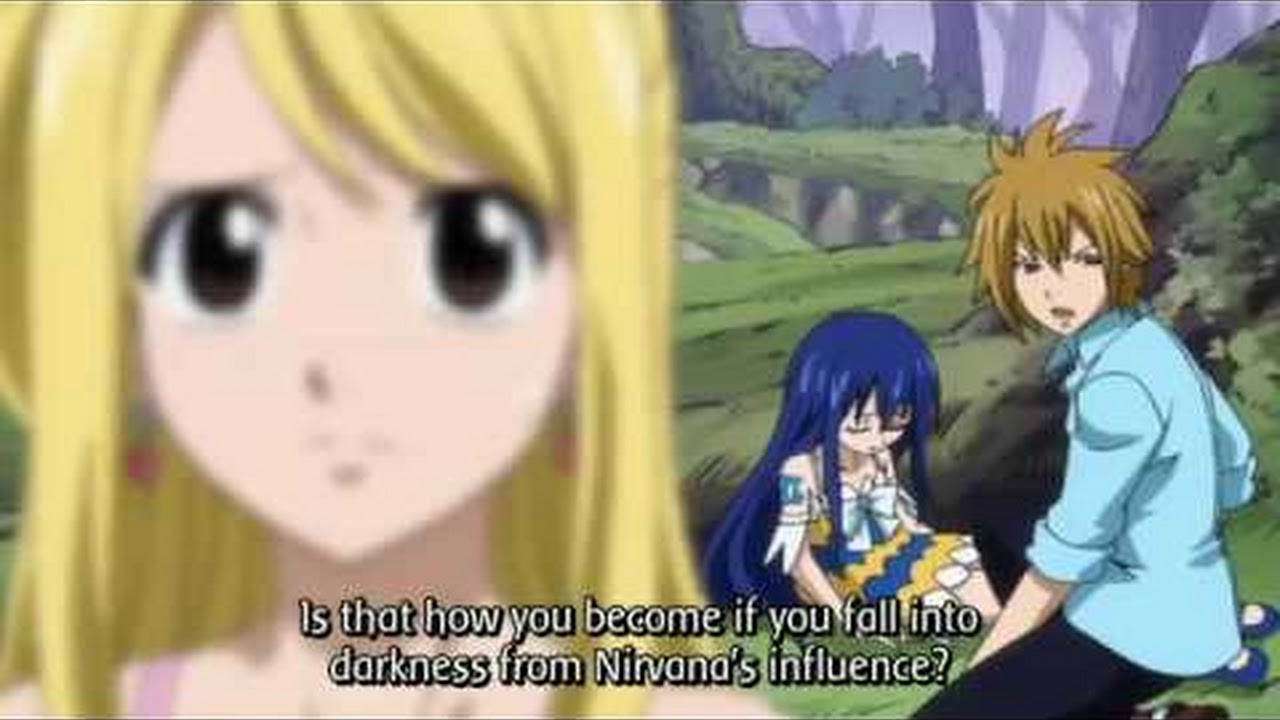 Is that how you become if you fall into
darkness from Nirvana's influence?